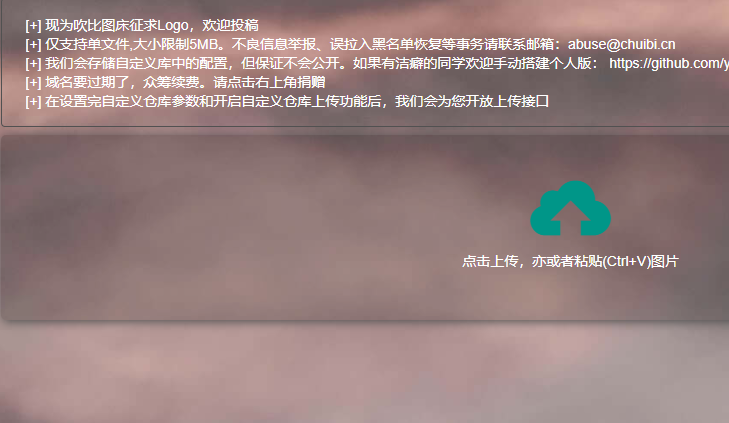 [+] 现为吹比图床征求Logo，欢迎投稿
[+] 仅支持单文件,大小限制5MB。不良信息举报、误拉入黑名单恢复等事务请联系邮箱：abuse@chuibi.cn
[+] 我们会存储自定义库中的配置，但保证不会公开。如果有洁癖的同学欢迎手动搭建个人版： https://github.com/y
[+] 域名要过期了，众筹续费。请点击右上角捐赠
[+] 在设置完自定义仓库参数和开启自定义仓库上传功能后，我们会为您开放上传接口
点击上传，亦或者粘贴(Ctrl+V)图片